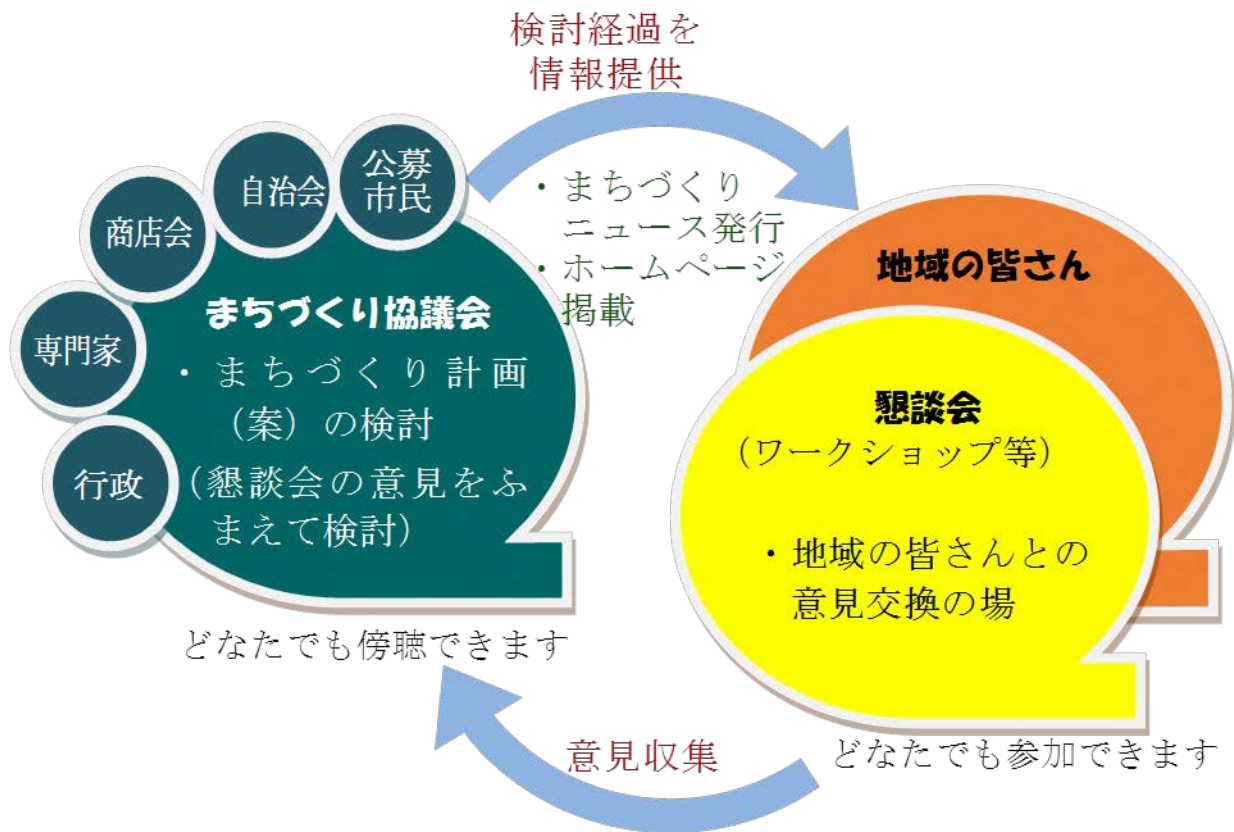 検討経過を
情報提供
公募
市民
自治会
商店会
専門家
行政
まちづくり協議会
・まちづくり計画
（案）の検討
（懇談会の意見をふ
まえて検討）
どなたでも傍聴できます
・まちづくり
ニュース発行
・ホームページ
掲載
地域の皆さん
懇談会
（ワークショップ等）
・地域の皆さんとの
意見交換の場
どなたでも参加できます
意見収集